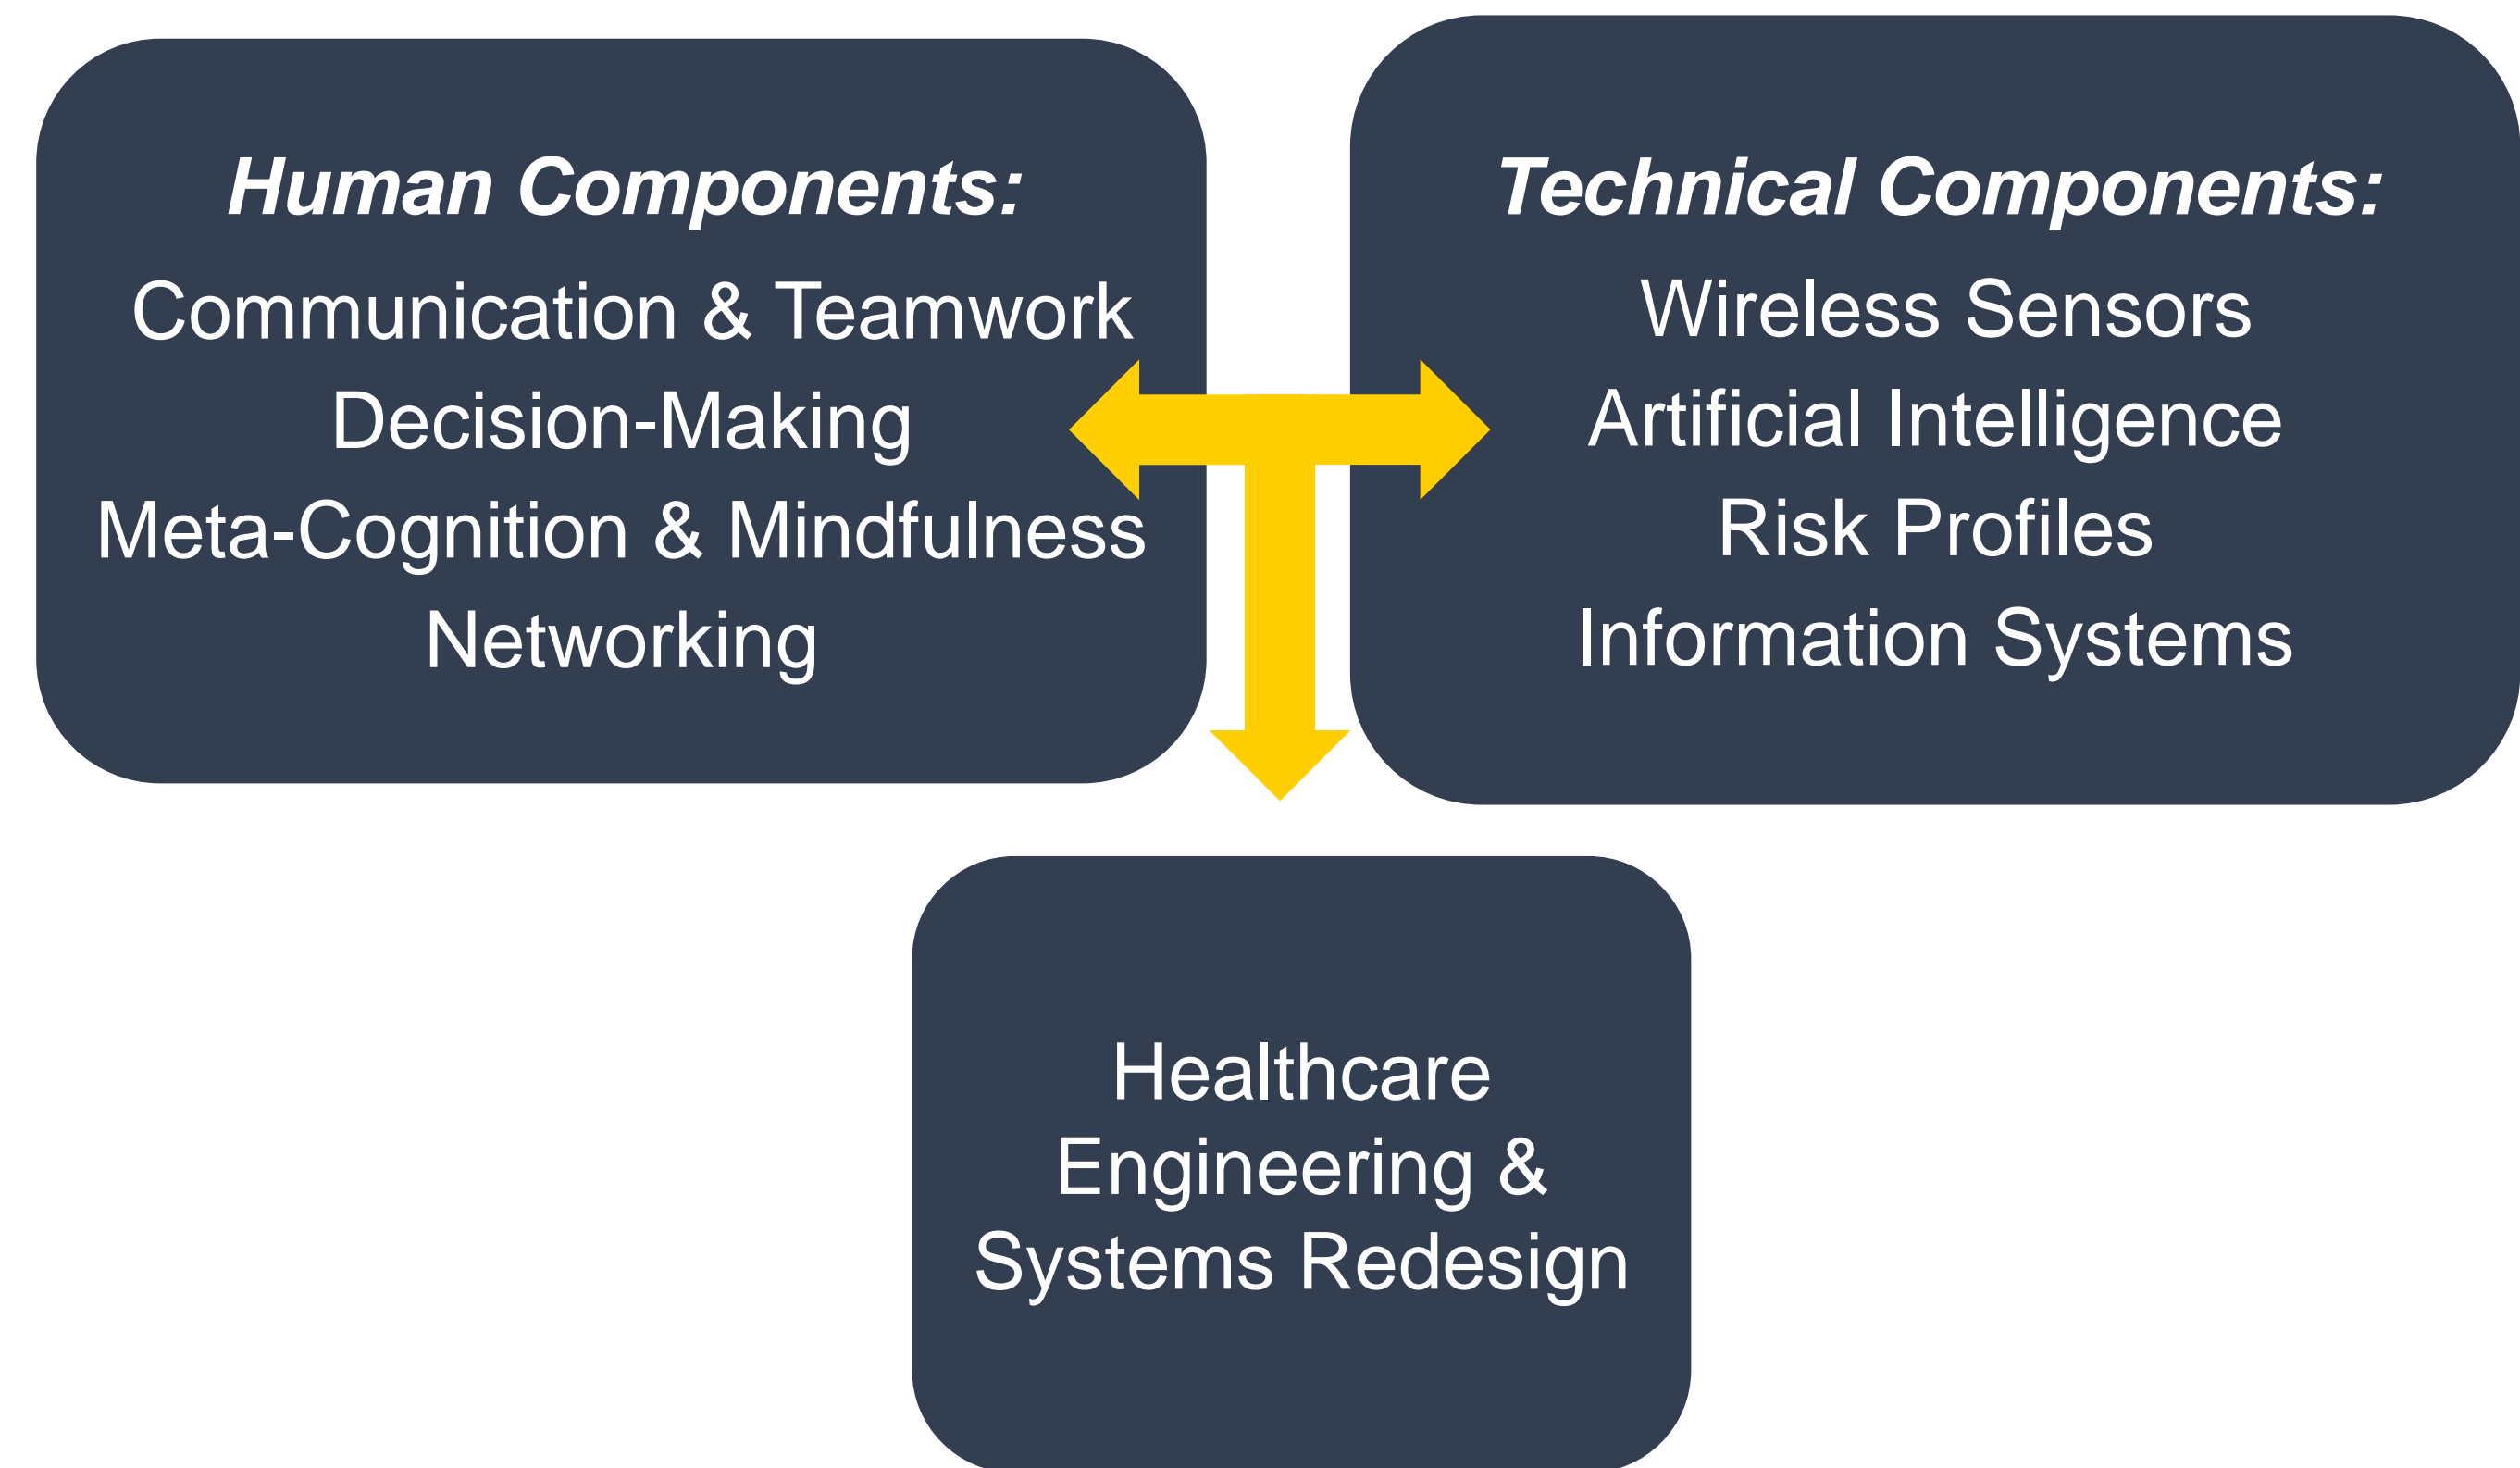 Human Components:
Communication & Teamwork
Decision-Making
Meta-Cognition & Mindfulness
Networking
Technical Components:
Wireless Sensors
Artificial Intelligence
Risk Profiles
Information Systems
Healthcare
Engineering &
Systems Redesign